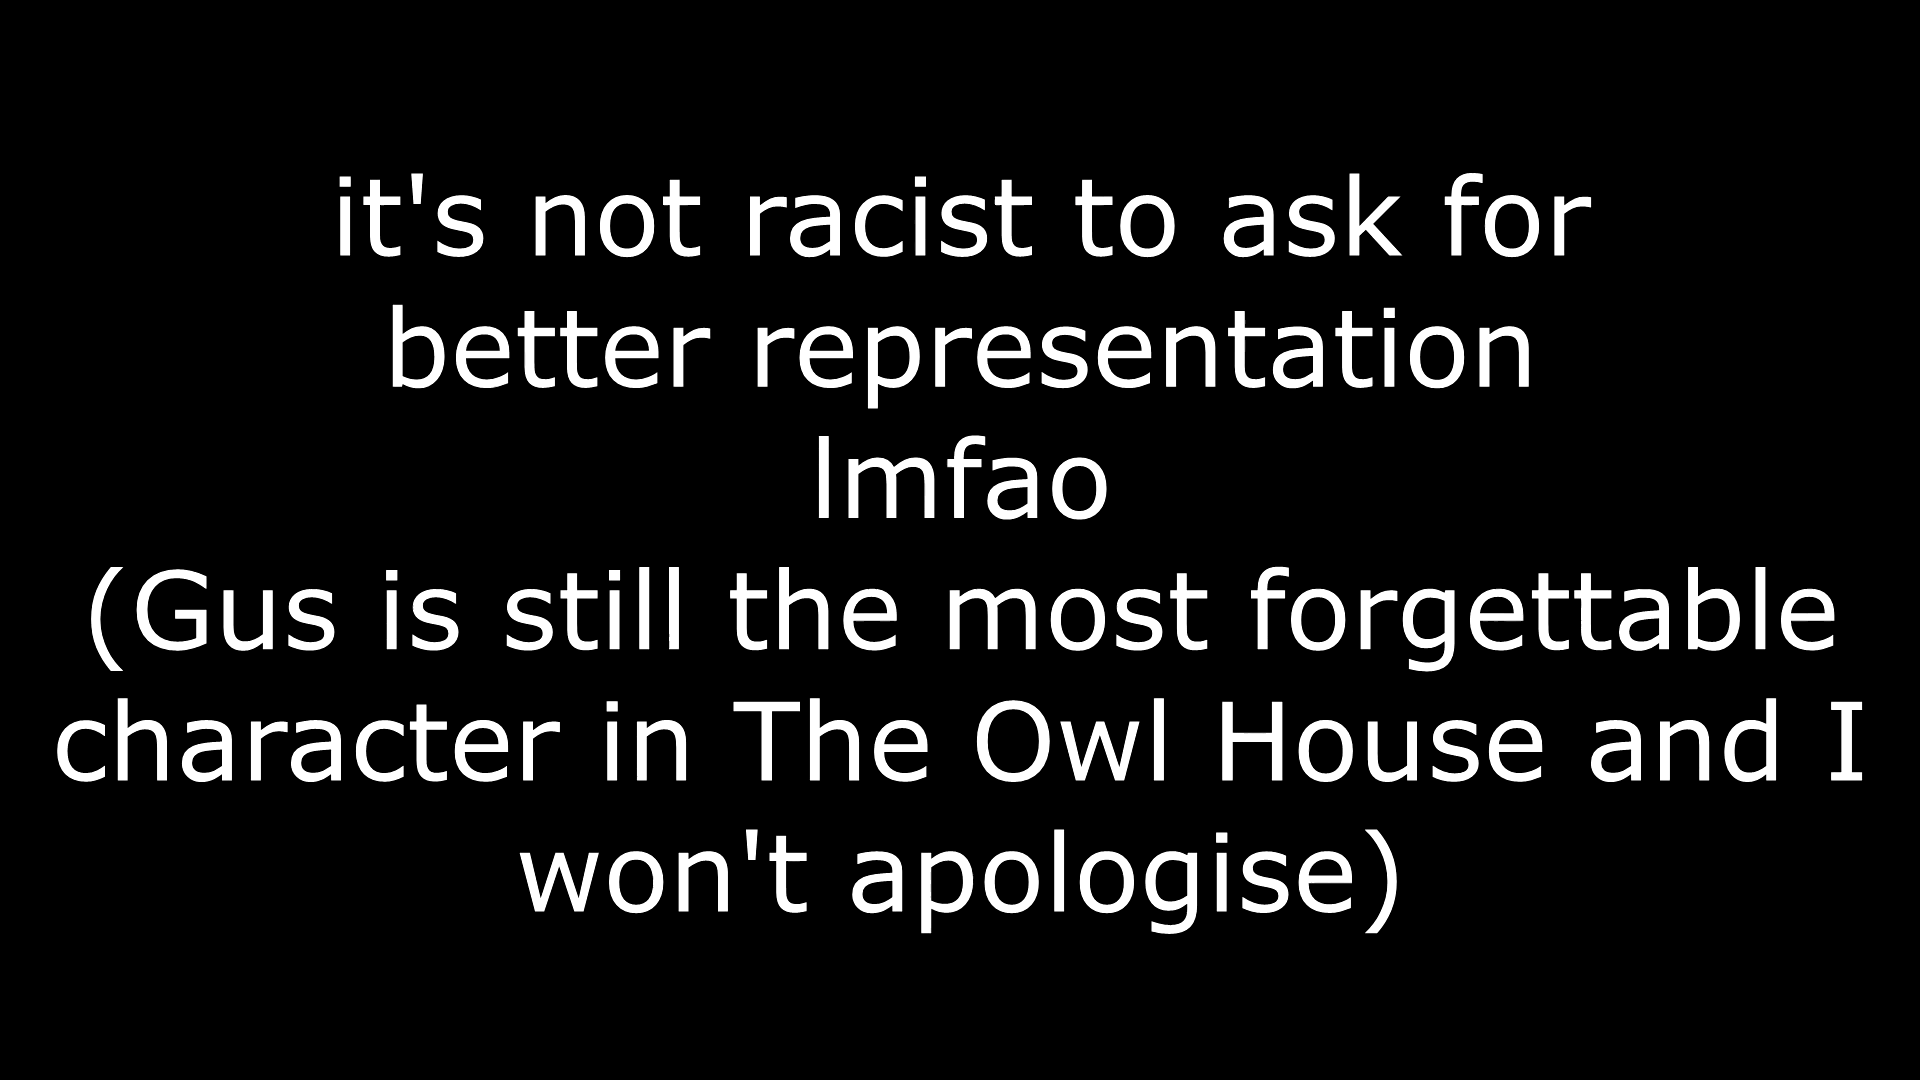 it's not racist to ask for
better representation
lmfao
(Gus is still the most forgettable
character in The Owl House and I
won't apologise)